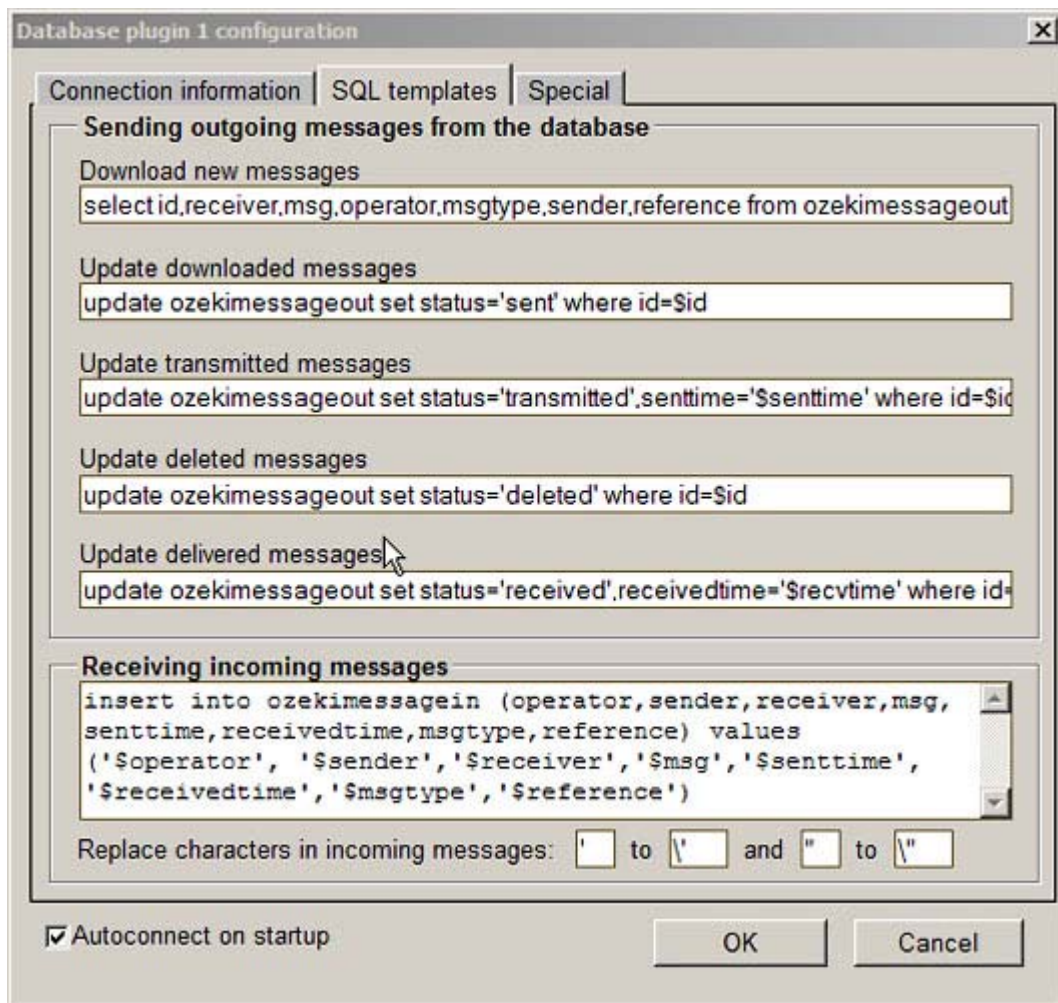 Database plugin 1 configuration
Connection information SQL templates Special
Sending outgoing messages from the database
Download new messages
select id,receiver,msg,operator,msgtype,sender,reference from ozekimessageout
Update downloaded messages
update ozekimessageout set status='sent' where id=$id
Update transmitted messages
update ozekimessageout set status='transmitted',senttime='$senttime' where id=$id
Update deleted messages
update ozekimessageout set status='deleted' where id=$id
Update delivered messages
update ozekimessageout set status='received',receivedtime='$recvtime' where id=
Receiving incoming messages
insert into ozekimessagein (operator,sender,receiver,msg,
senttime,receivedtime,msgtype,reference) values
('$operator', '$sender','$receiver','$msg','$senttime',
'$receivedtime','$msgtype','$reference')
Replace characters in incoming messages: ' to \' and " to \"
Autoconnect on startup OK Cancel